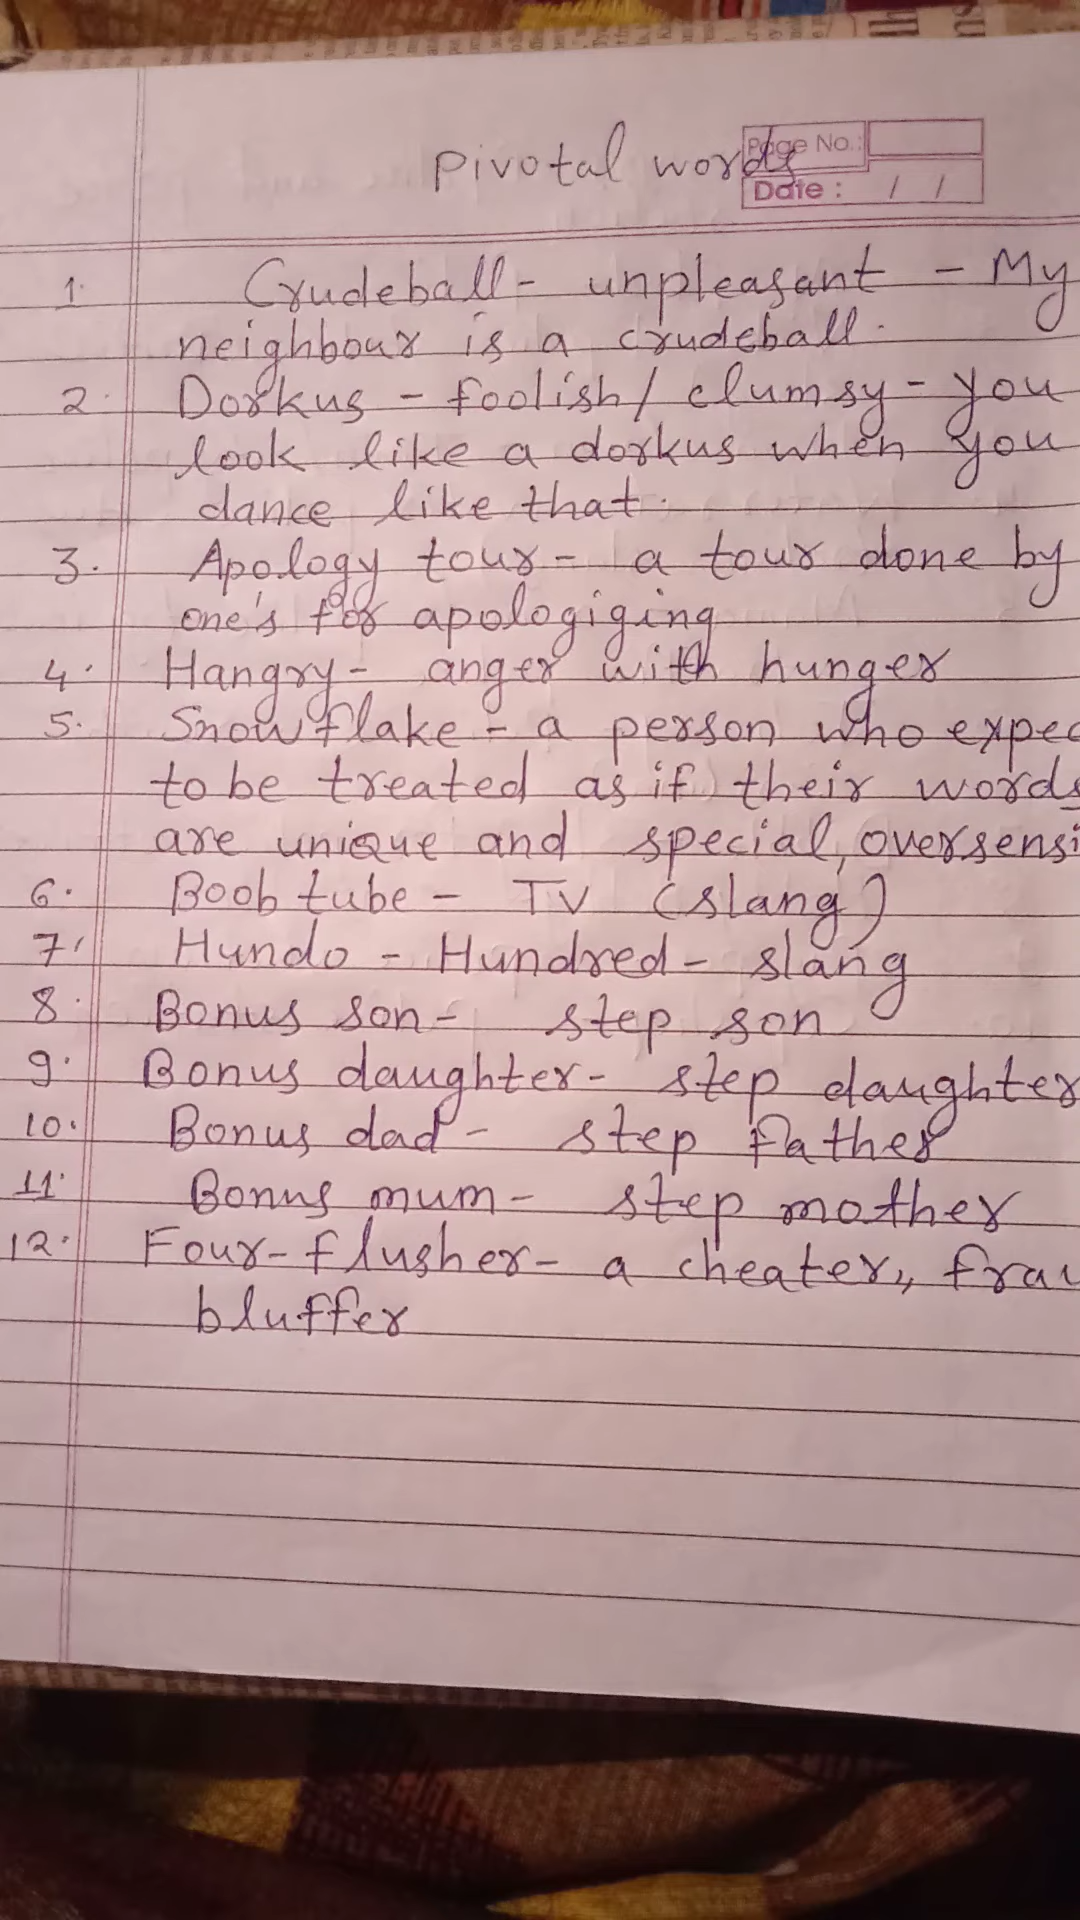 Pivotal words
Page No.:
Date : / /
1. Crudeball - unpleasant - My
neighbour is a crudeball.
2. Dorkus - foolish / clumsy - you
look like a dorkus when you
dance like that.
3. Apology tour - a tour done by
one's for apologiging
4. Hangry - anger with hunger
5. Snowflake - a person who expec
to be treated as if their words
are unique and special, oversensi
6. Boob tube - TV (slang)
7. Hundo - Hundred - slang
8. Bonus son - step son
9. Bonus daughter - step daughter
10. Bonus dad - step father
11. Bonus mum - step mother
12. Four-flusher - a cheater,, frau
bluffer